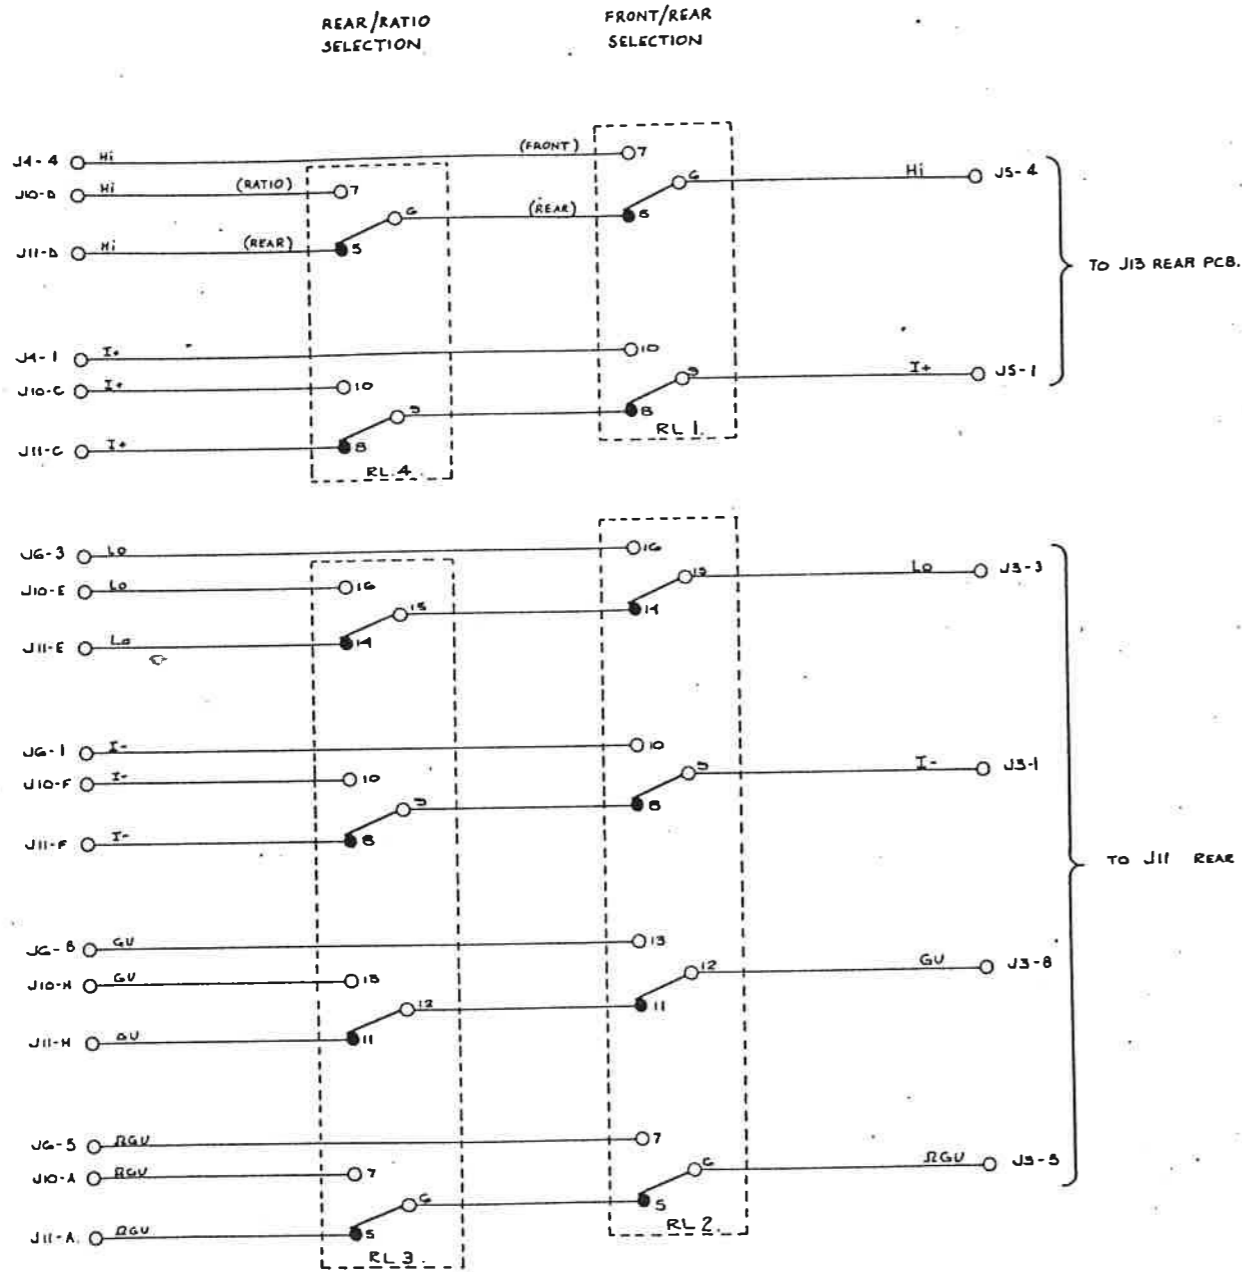 REAR/RATIO
SELECTION
FRONT/REAR
SELECTION
J4-4 Hi (FRONT) 7
6 Hi J5-4
J10-D Hi (RATIO) 7
6 (REAR) 6
J11-D Hi (REAR) 5
TO J13 REAR PCB.
J4-1 I+ 10
9 I+ J5-1
J10-C I+ 10
9 8
J11-C I+ 8
RL 1.
RL.4.
J6-3 Lo 16
15 Lo J3-3
J10-E Lo 16
15 14
J11-E Lo 14
J6-1 I- 10
9 I- J3-1
J10-F I- 10
9 8
J11-F I- 8
TO J11 REAR
J6-8 GU 13
12 GU J3-8
J10-H GU 13
12 11
J11-H GU 11
J6-5 ΩGU 7
6 ΩGU J3-5
J10-A ΩGU 7
6 5
J11-A. ΩGU 5
RL 2.
RL 3.